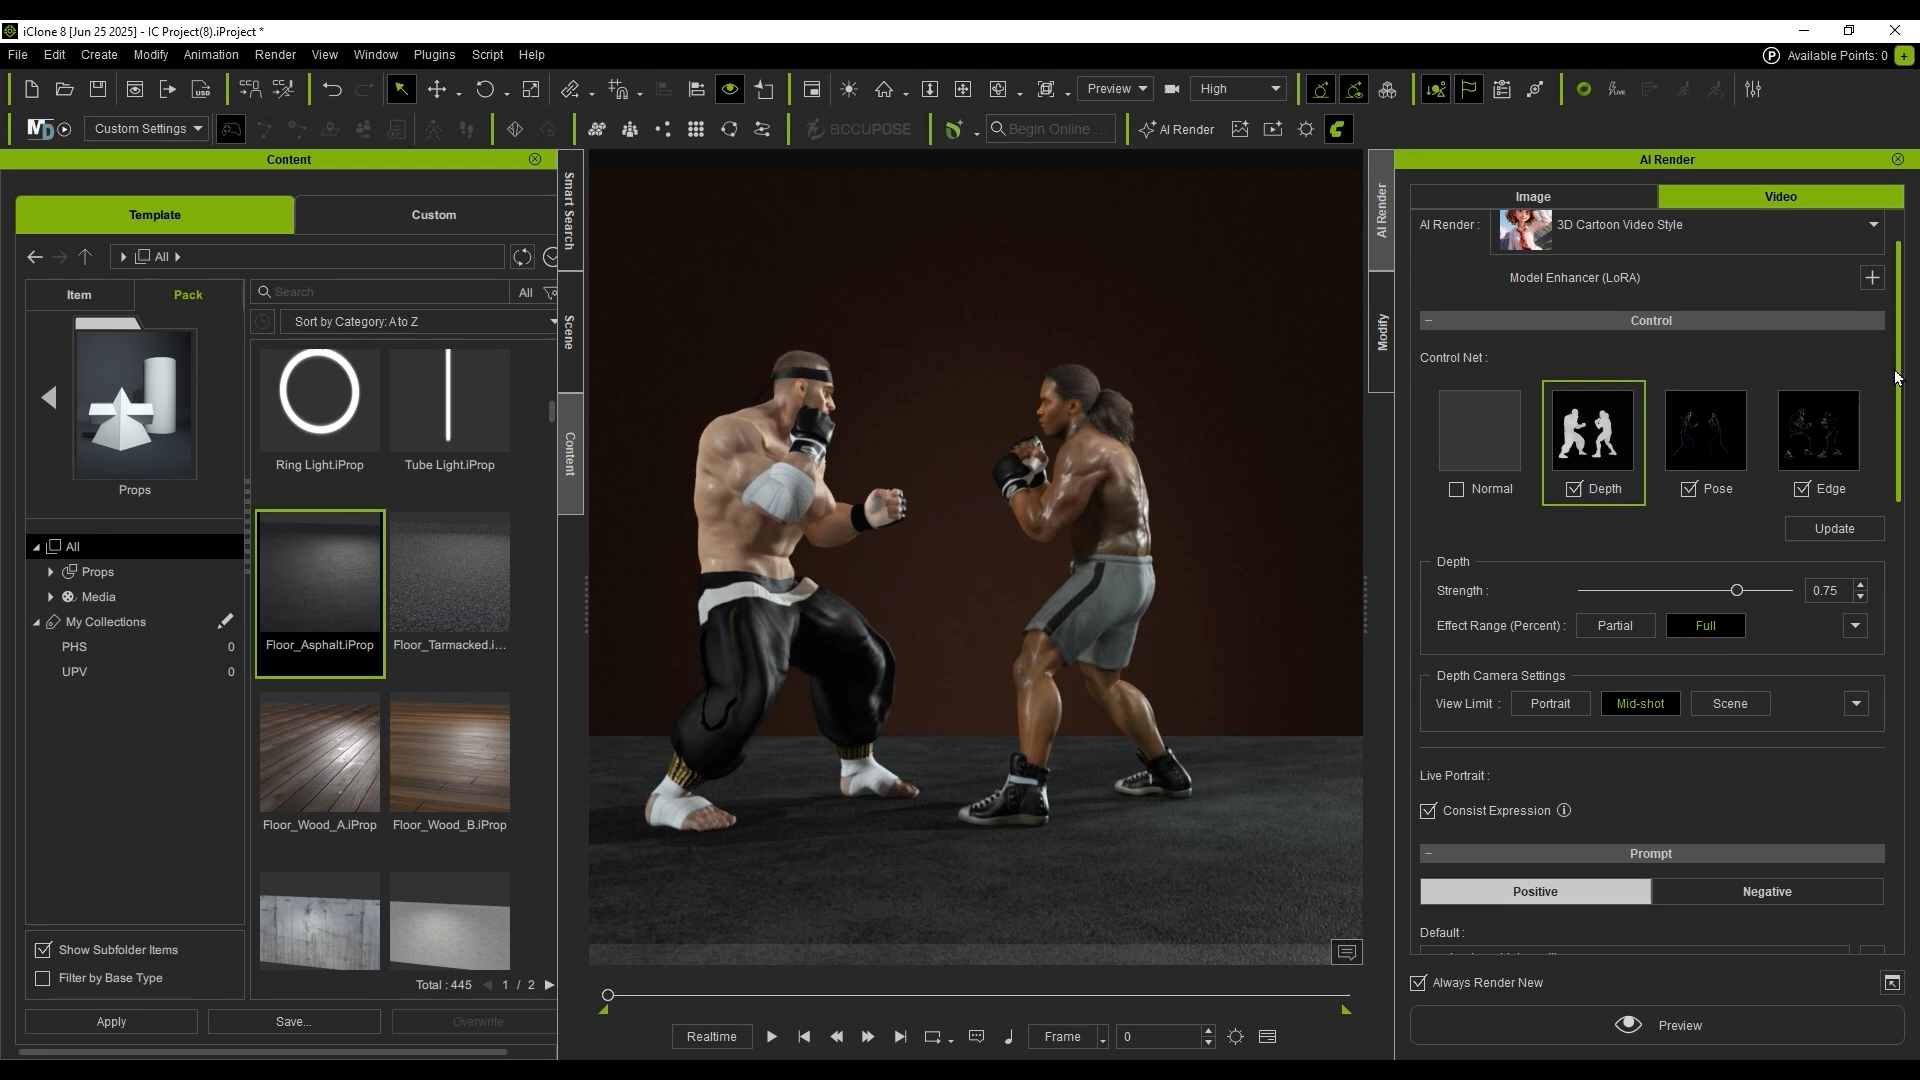 iClone 8 [Jun 25 2025] - IC Project(8).iProject *
File Edit Create Modify Animation Render View Window Plugins Script Help
P Available Points: 0
Preview
High
Custom Settings
ACCUPOSE
Begin Online ...
AI Render
Content
Template
Custom
All
Item
Pack
Search
All
Sort by Category: A to Z
Props
Ring Light.iProp
Tube Light.iProp
All
Props
Media
My Collections
PHS 0
UPV 0
Floor_Asphalt.iProp
Floor_Tarmacked.i...
Floor_Wood_A.iProp
Floor_Wood_B.iProp
Show Subfolder Items
Filter by Base Type
Total : 445
1 / 2
Apply
Save...
Overwrite
Smart Search
Scene
Content
Realtime
Frame
0
AI Render
Modify
AI Render
Image
Video
AI Render :
3D Cartoon Video Style
Model Enhancer (LoRA)
Control
Control Net :
Normal
Depth
Pose
Edge
Update
Depth
Strength :
0.75
Effect Range (Percent) :
Partial
Full
Depth Camera Settings
View Limit :
Portrait
Mid-shot
Scene
Live Portrait :
Consist Expression
Prompt
Positive
Negative
Default :
Always Render New
Preview